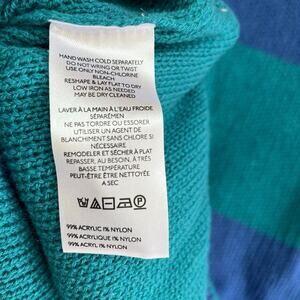 HAND WASH COLD SEPARATELY
DO NOT WRING OR TWIST
USE ONLY NON-CHLORINE
BLEACH
RESHAPE & LAY FLAT TO DRY
LOW IRON AS NEEDED
MAY BE DRY CLEANED
LAVER À LA MAIN À L'EAU FROIDE
SÉPARÉMEN
NE PAS TORDRE OU ESSORER
UTILISER UN AGENT DE
BLANCHIMENT SANS CHLORE SI
NÉCESSAIRE
REMODELER ET SÉCHER À PLAT
REPASSER, AU BESOIN, À TRÈS
BASSE TEMPÉRATURE
PEUT-ÊTRE ÊTRE NETTOYÉE
A SEC
99% ACRYLIC 1% NYLON
99% ACRYLIQUE 1% NYLON
99% ACRYL 1% NYLON